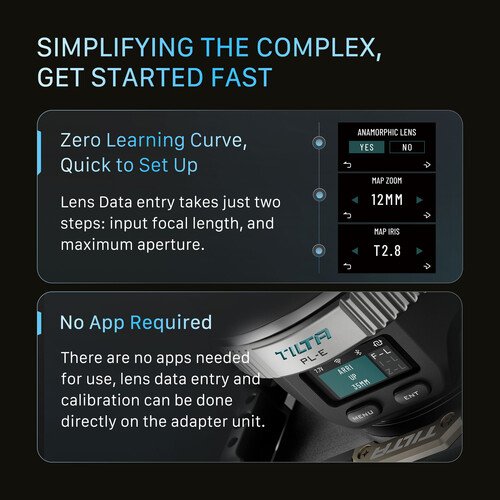 SIMPLIFYING THE COMPLEX,
GET STARTED FAST
Zero Learning Curve,
Quick to Set Up
Lens Data entry takes just two
steps: input focal length, and
maximum aperture.
ANAMORPHIC LENS
YES NO
MAP ZOOM
12MM
MAP IRIS
T2.8
No App Required
There are no apps needed
for use, lens data entry and
calibration can be done
directly on the adapter unit.
TILTA
PL-E
F-L
Z-L
ARRI
UP
35MM
MENU
ENT
TILTA